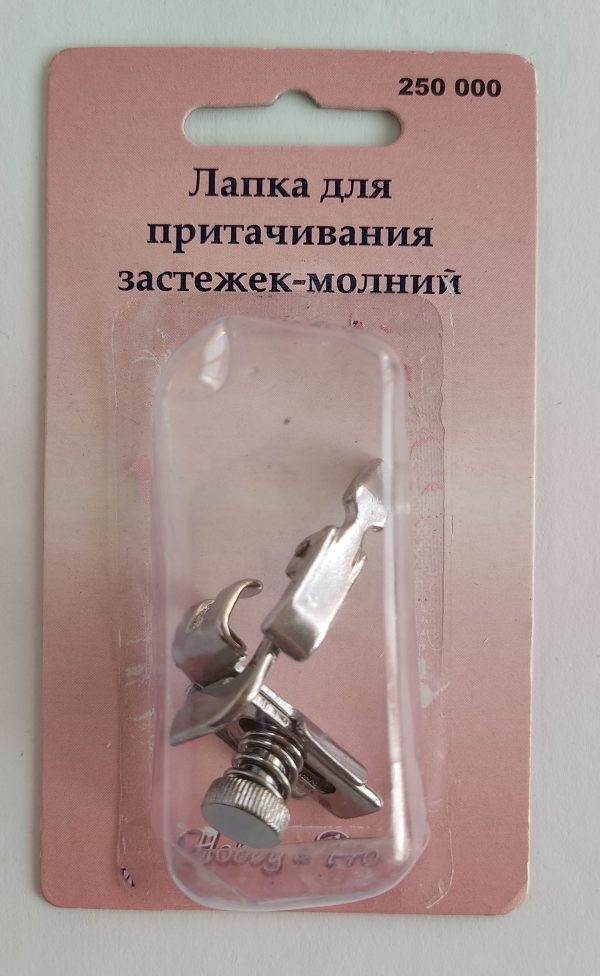 250 000
Лапка для
притачивания
застежек-молний
Hobby & Pro